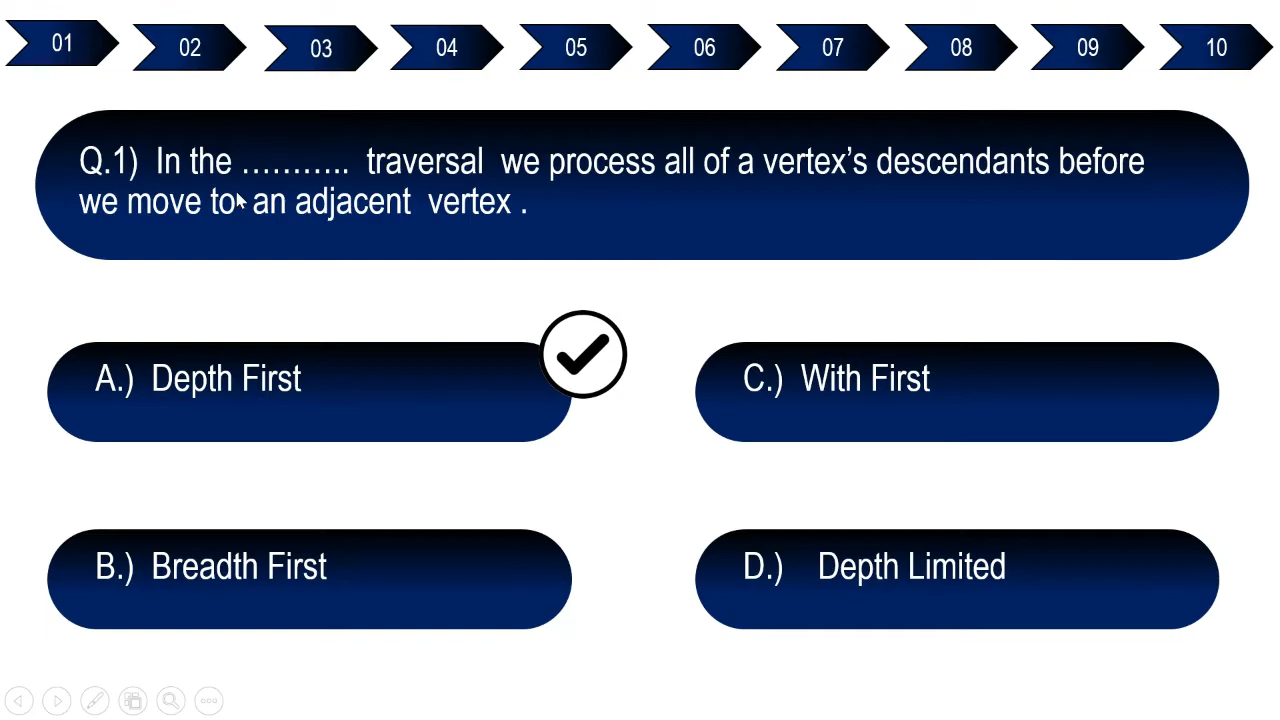 01 02 03 04 05 06 07 08 09 10
Q.1) In the ........... traversal we process all of a vertex’s descendants before
we move to an adjacent vertex .
A.) Depth First
C.) With First
B.) Breadth First
D.) Depth Limited